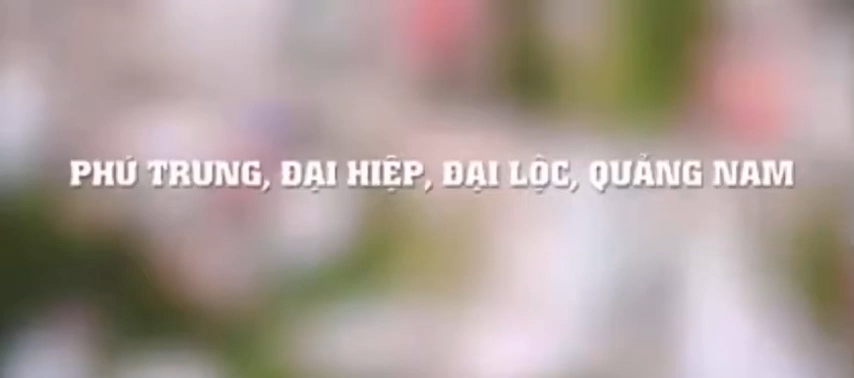 PHÚ TRUNG, ĐẠI HIỆP, ĐẠI LỘC, QUẢNG NAM